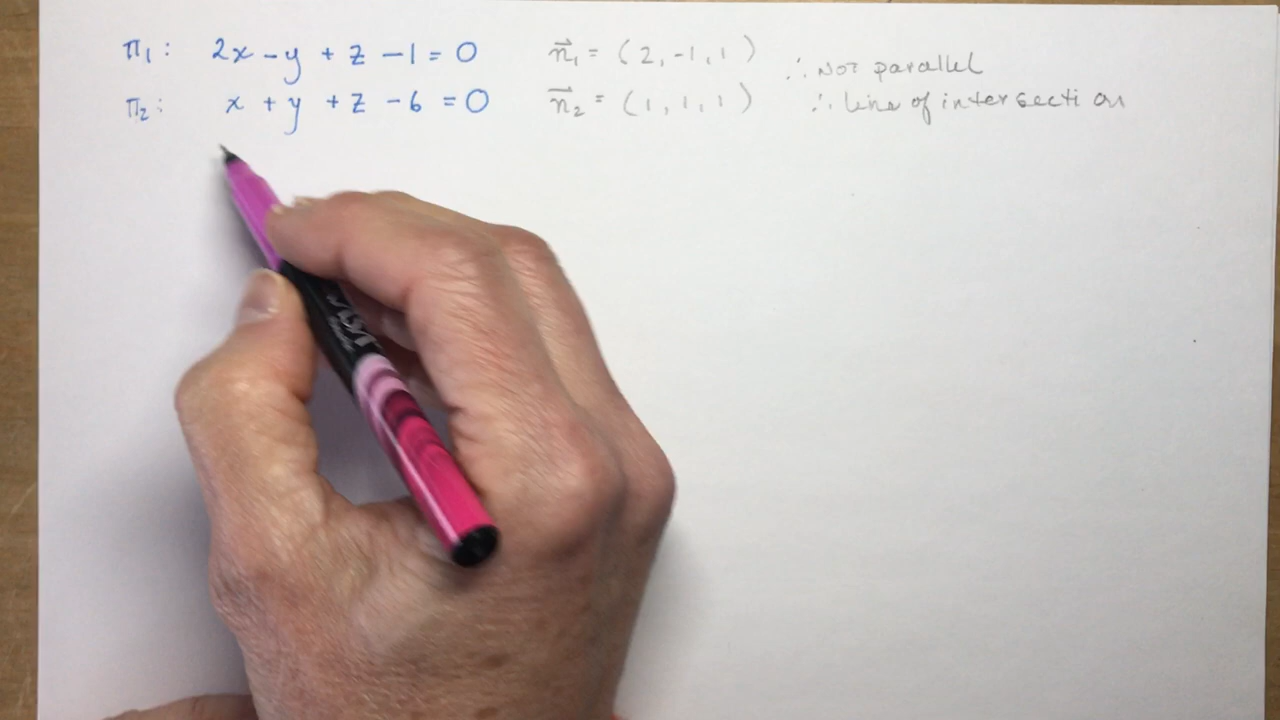 π₁: 2x - y + z - 1 = 0 n⃗₁ = (2, -1, 1) ∴ Not parallel
π₂: x + y + z - 6 = 0 n⃗₂ = (1, 1, 1) ∴ line of intersection